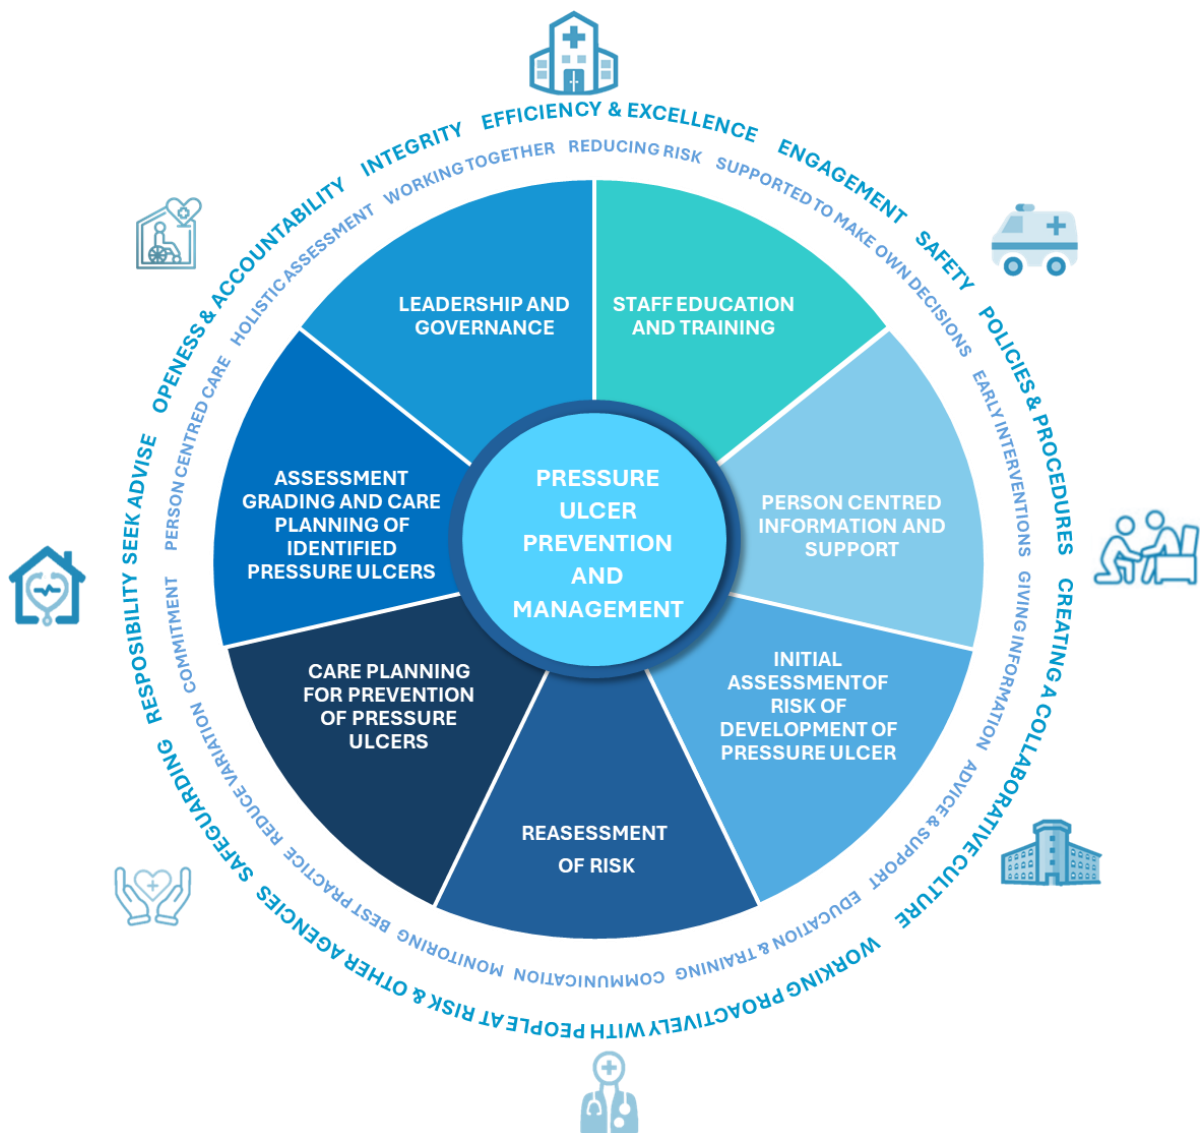 EFFICIENCY & EXCELLENCE
ENGAGEMENT
SAFETY
POLICIES & PROCEDURES
CREATING A COLLABORATIVE CULTURE
WORKING PROACTIVELY WITH PEOPLE AT RISK & OTHER AGENCIES
SAFEGUARDING
RESPOSIBILITY SEEK ADVISE
OPENESS & ACCOUNTABILITY
INTEGRITY
REDUCING RISK
SUPPORTED TO MAKE OWN DECISIONS
EARLY INTERVENTIONS
GIVING INFORMATION
ADVICE & SUPPORT
EDUCATION & TRAINING
COMMUNICATION
MONITORING
BEST PRACTICE
REDUCE VARIATION
COMMITMENT
PERSON CENTRED CARE
HOLISTIC ASSESSMENT
WORKING TOGETHER
LEADERSHIP AND
GOVERNANCE
STAFF EDUCATION
AND TRAINING
PERSON CENTRED
INFORMATION AND
SUPPORT
INITIAL
ASSESSMENTOF
RISK OF
DEVELOPMENT OF
PRESSURE ULCER
REASESSMENT
OF RISK
CARE PLANNING
FOR PREVENTION
OF PRESSURE
ULCERS
ASSESSMENT
GRADING AND CARE
PLANNING OF
IDENTIFIED
PRESSURE ULCERS
PRESSURE
ULCER
PREVENTION
AND
MANAGEMENT